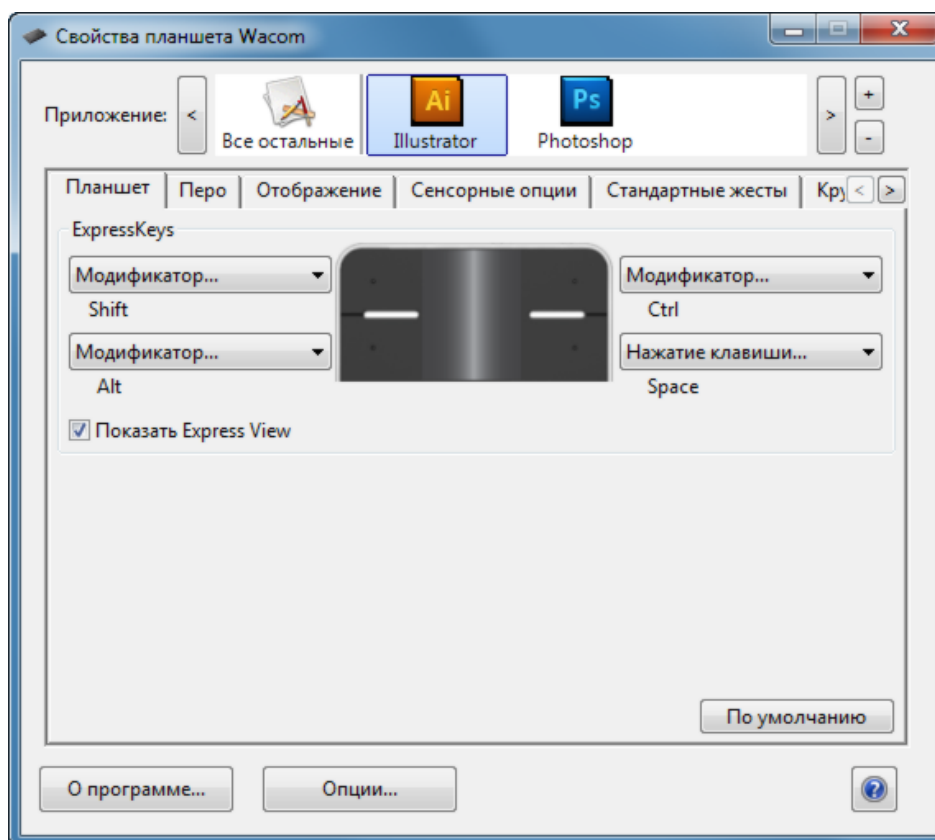 Свойства планшета Wacom
Приложение: < Все остальные Ai Illustrator Ps Photoshop > + -
Планшет Перо Отображение Сенсорные опции Стандартные жесты < >
ExpressKeys
Модификатор... Модификатор...
Shift Ctrl
Модификатор... Нажатие клавиши...
Alt Space
Показать Express View
По умолчанию
О программе... Опции... ?